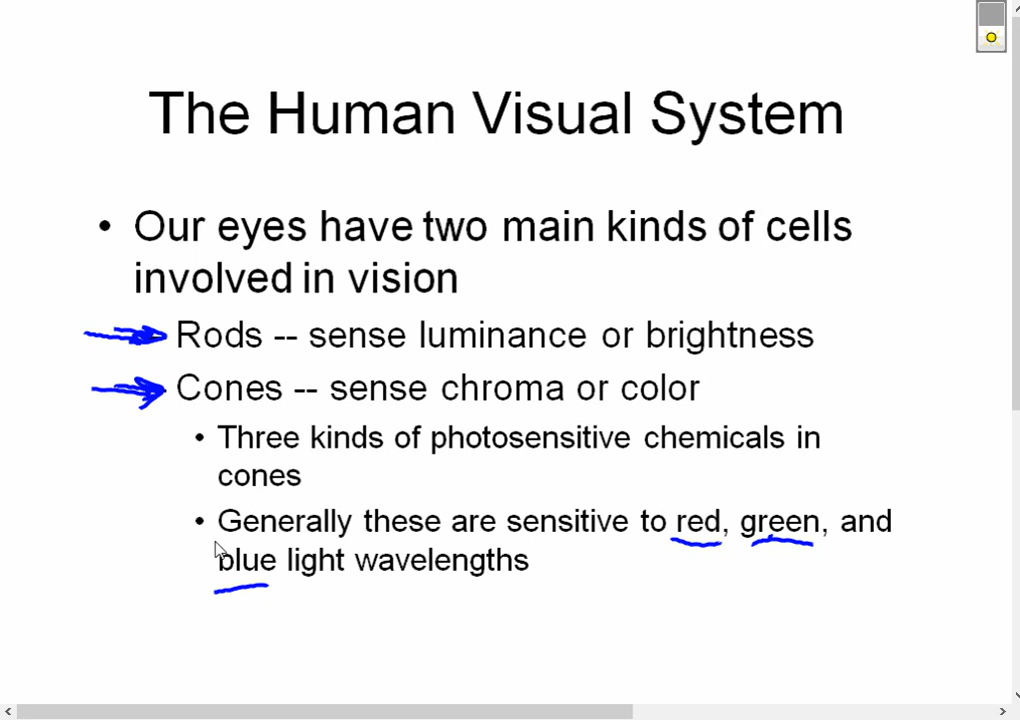 The Human Visual System
• Our eyes have two main kinds of cells
involved in vision
Rods -- sense luminance or brightness
Cones -- sense chroma or color
• Three kinds of photosensitive chemicals in
cones
• Generally these are sensitive to red, green, and
blue light wavelengths